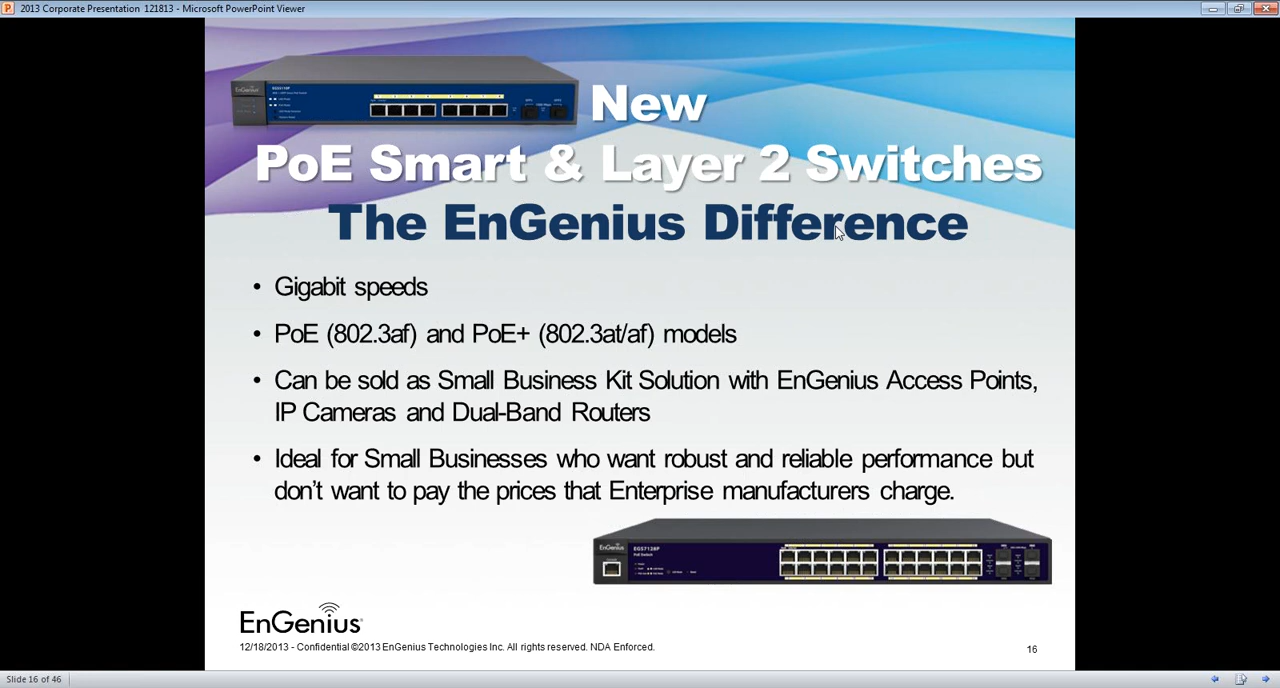 2013 Corporate Presentation 121813 - Microsoft PowerPoint Viewer
New
PoE Smart & Layer 2 Switches
The EnGenius Difference
• Gigabit speeds
• PoE (802.3af) and PoE+ (802.3at/af) models
• Can be sold as Small Business Kit Solution with EnGenius Access Points,
IP Cameras and Dual-Band Routers
• Ideal for Small Businesses who want robust and reliable performance but
don't want to pay the prices that Enterprise manufacturers charge.
EnGenius
EGS7128P
PoE Switch
EnGenius
12/18/2013 - Confidential ©2013 EnGenius Technologies Inc. All rights reserved. NDA Enforced.
16
Slide 16 of 46